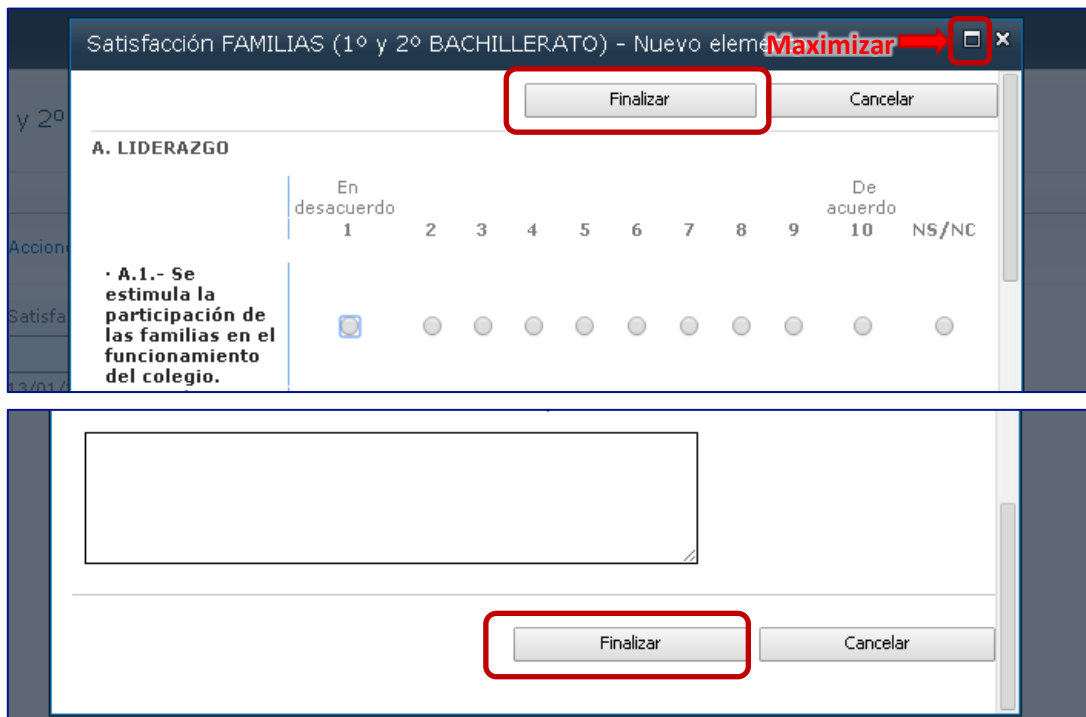 Satisfacción FAMILIAS (1º y 2º BACHILLERATO) - Nuevo eleme
Maximizar
Finalizar Cancelar
y 2º
A. LIDERAZGO
En desacuerdo De acuerdo
1 2 3 4 5 6 7 8 9 10 NS/NC
Accion
· A.1.- Se
estimula la
participación de
Satisfa
las familias en el
funcionamiento
del colegio.
13/01/
Finalizar Cancelar